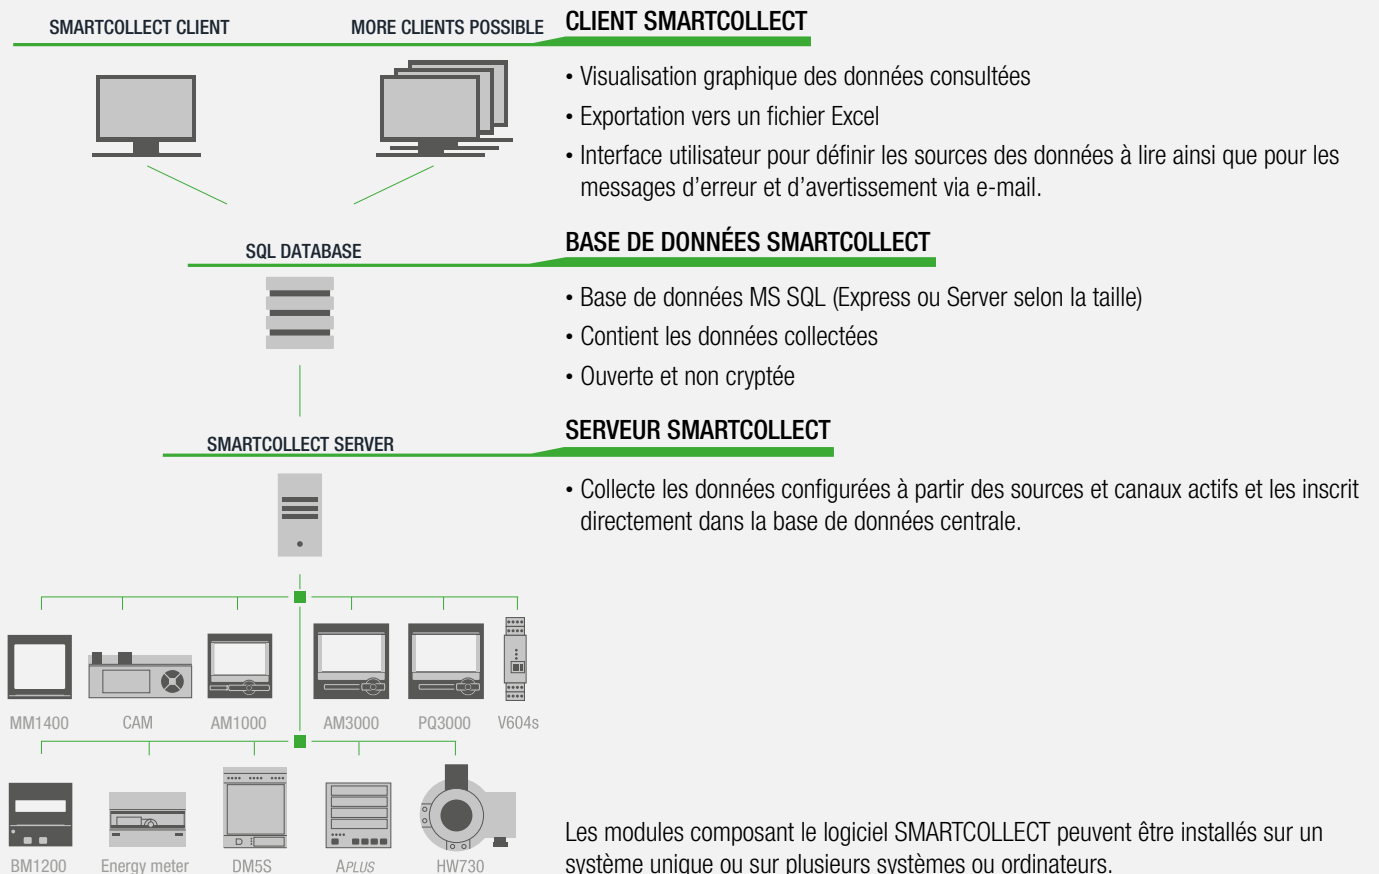 SMARTCOLLECT CLIENT
MORE CLIENTS POSSIBLE
CLIENT SMARTCOLLECT
• Visualisation graphique des données consultées
• Exportation vers un fichier Excel
• Interface utilisateur pour définir les sources des données à lire ainsi que pour les
messages d'erreur et d'avertissement via e-mail.
SQL DATABASE
BASE DE DONNÉES SMARTCOLLECT
• Base de données MS SQL (Express ou Server selon la taille)
• Contient les données collectées
• Ouverte et non cryptée
SMARTCOLLECT SERVER
SERVEUR SMARTCOLLECT
• Collecte les données configurées à partir des sources et canaux actifs et les inscrit
directement dans la base de données centrale.
MM1400 CAM AM1000 AM3000 PQ3000 V604s
BM1200 Energy meter DM5S APLUS HW730
Les modules composant le logiciel SMARTCOLLECT peuvent être installés sur un
système unique ou sur plusieurs systèmes ou ordinateurs.